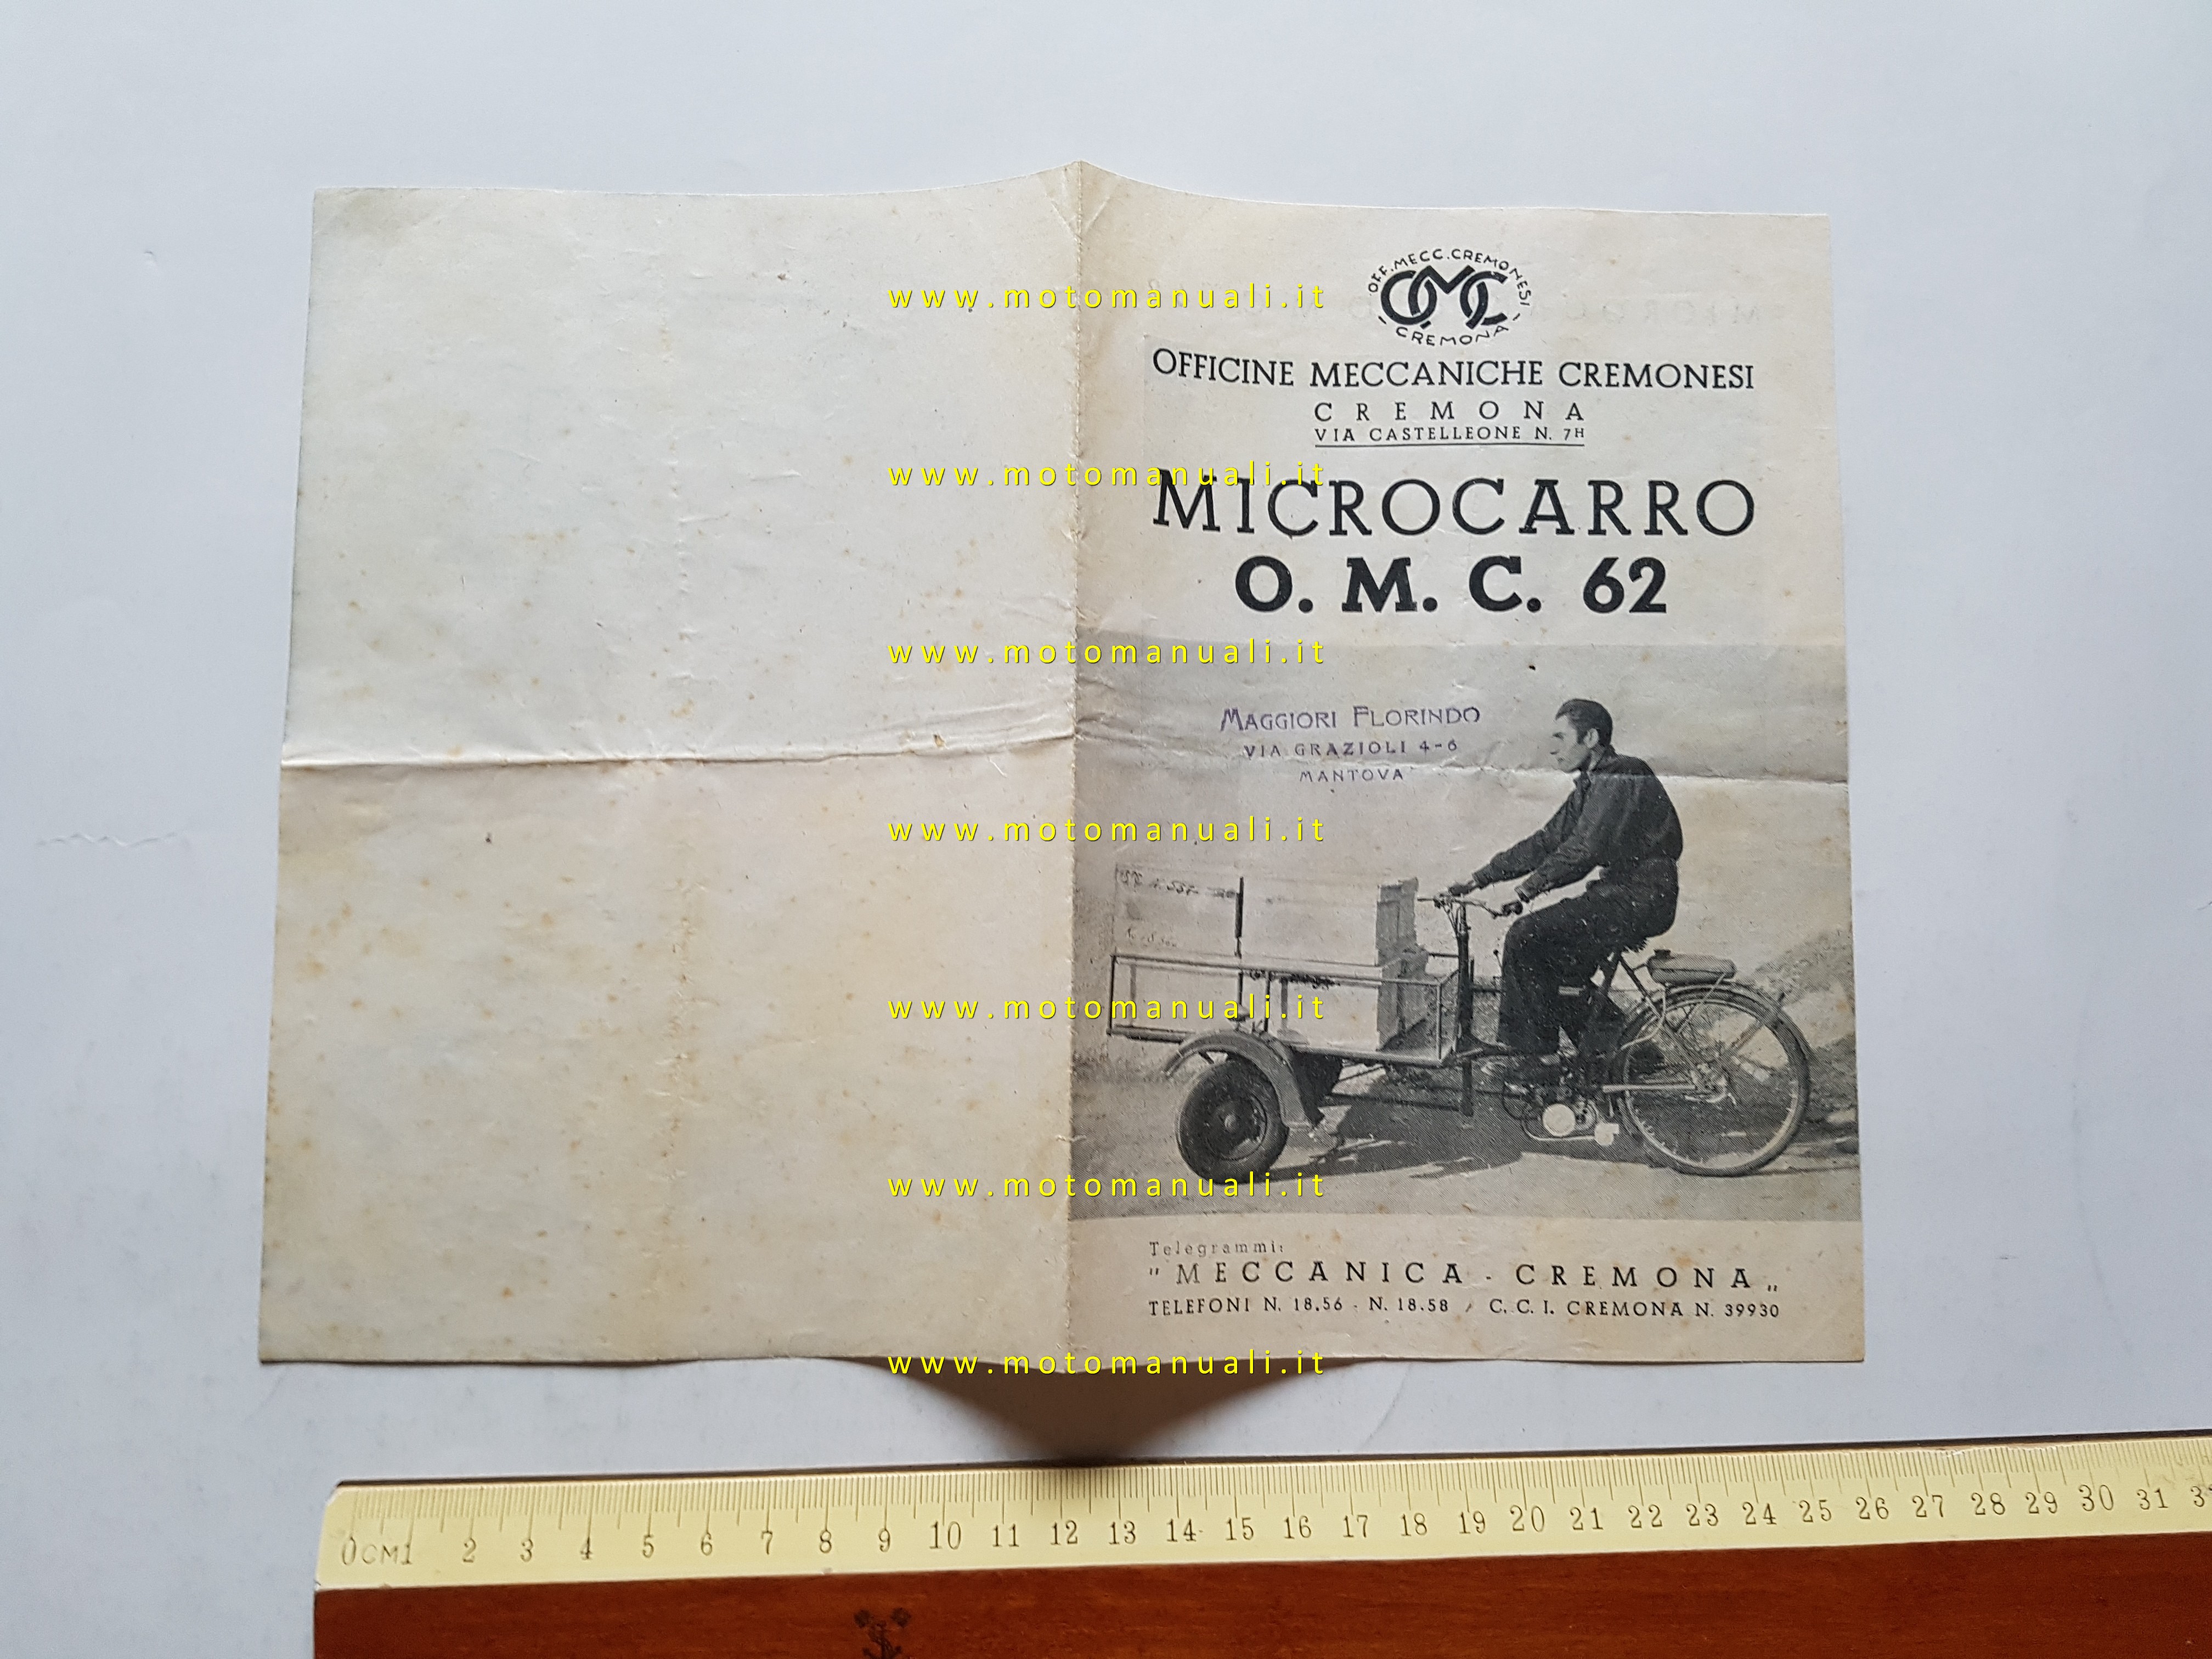 OFF. MECC. CREMONESI
OMC
- CREMONA -
OFFICINE MECCANICHE CREMONESI
CREMONA
VIA CASTELLEONE N. 7H
MICROCARRO
O. M. C. 62
MAGGIORI FLORINDO
VIA GRAZIOLI 4-6
MANTOVA
Telegrammi:
"MECCANICA - CREMONA„
TELEFONI N. 18.56 - N. 18.58 / C. C. I. CREMONA N. 39930
www.motomanuali.it
www.motomanuali.it
www.motomanuali.it
www.motomanuali.it
www.motomanuali.it
www.motomanuali.it
www.motomanuali.it
0CM1 2 3 4 5 6 7 8 9 10 11 12 13 14 15 16 17 18 19 20 21 22 23 24 25 26 27 28 29 30 31